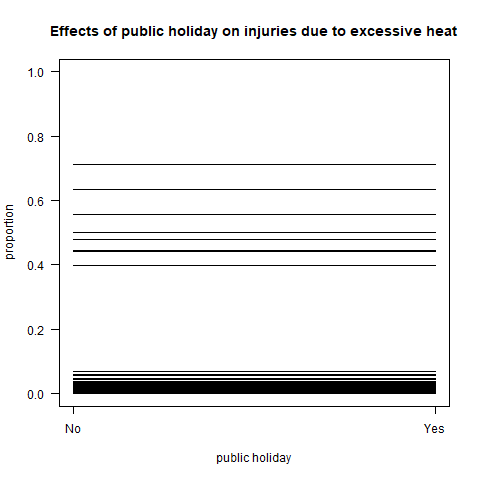 Effects of public holiday on injuries due to excessive heat
1.0
0.8
0.6
0.4
0.2
0.0
proportion
No
Yes
public holiday